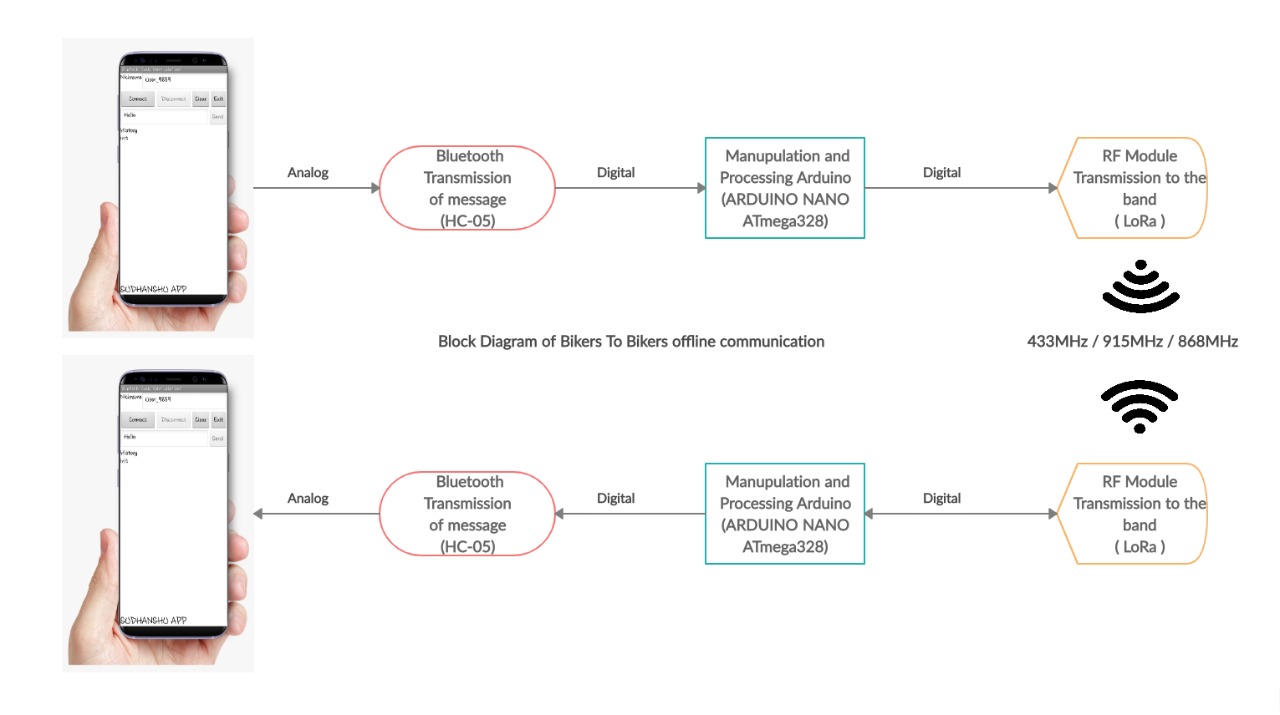 Nickname User_9889
Connect Disconnect Clear Exit
Hello Send
History
SUDHANSHU APP
Analog
Bluetooth
Transmission
of message
(HC-05)
Digital
Manupulation and
Processing Arduino
(ARDUINO NANO
ATmega328)
Digital
RF Module
Transmission to the
band
( LoRa )
Block Diagram of Bikers To Bikers offline communication
433MHz / 915MHz / 868MHz
Nickname User_9889
Connect Disconnect Clear Exit
Hello Send
History
SUDHANSHU APP
Analog
Bluetooth
Transmission
of message
(HC-05)
Digital
Manupulation and
Processing Arduino
(ARDUINO NANO
ATmega328)
Digital
RF Module
Transmission to the
band
( LoRa )